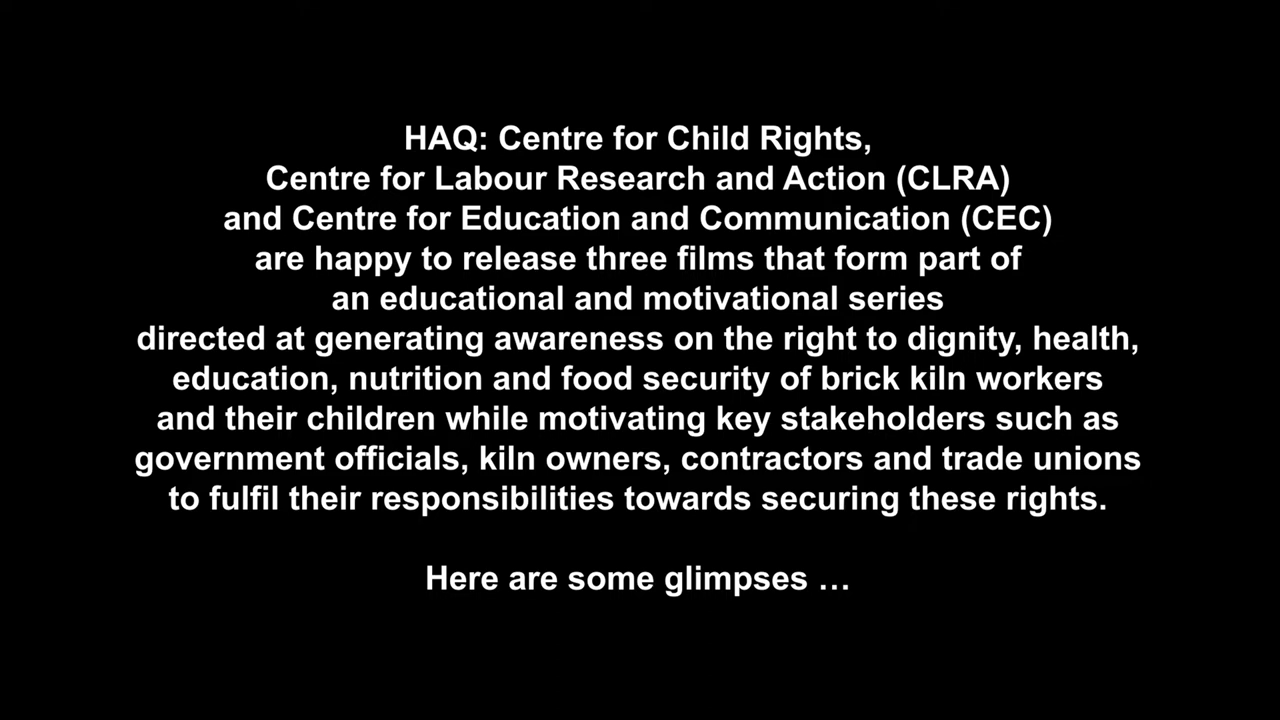 HAQ: Centre for Child Rights,
Centre for Labour Research and Action (CLRA)
and Centre for Education and Communication (CEC)
are happy to release three films that form part of
an educational and motivational series
directed at generating awareness on the right to dignity, health,
education, nutrition and food security of brick kiln workers
and their children while motivating key stakeholders such as
government officials, kiln owners, contractors and trade unions
to fulfil their responsibilities towards securing these rights.
Here are some glimpses …